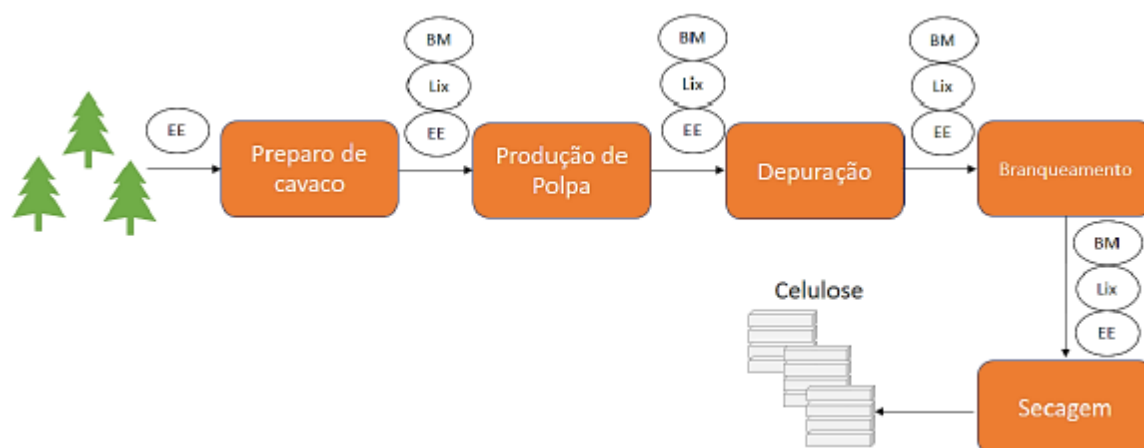 EE
Preparo de
cavaco
BM
Lix
EE
Produção de
Polpa
BM
Lix
EE
Depuração
BM
Lix
EE
Branqueamento
BM
Lix
EE
Secagem
Celulose